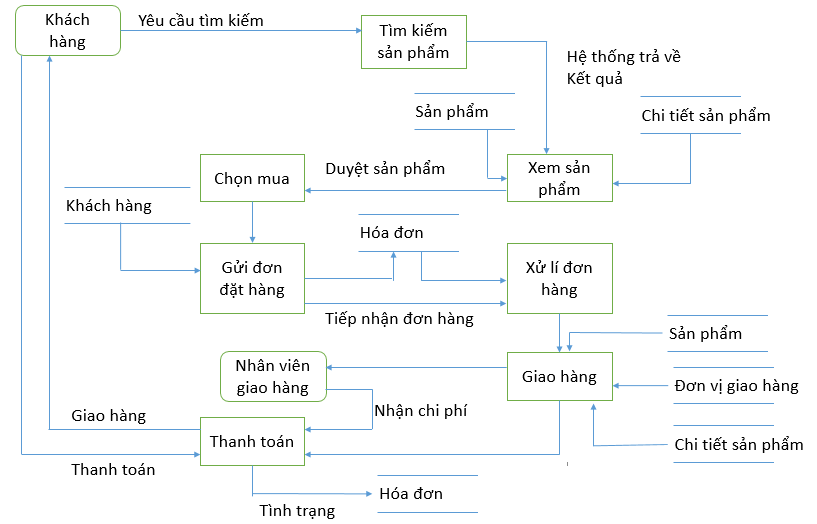 Khách
hàng
Yêu cầu tìm kiếm
Tìm kiếm
sản phẩm
Hệ thống trả về
Kết quả
Sản phẩm
Chi tiết sản phẩm
Chọn mua
Duyệt sản phẩm
Xem sản
phẩm
Khách hàng
Hóa đơn
Gửi đơn
đặt hàng
Xử lí đơn
hàng
Tiếp nhận đơn hàng
Sản phẩm
Nhân viên
giao hàng
Giao hàng
Đơn vị giao hàng
Nhận chi phí
Giao hàng
Thanh toán
Chi tiết sản phẩm
Thanh toán
Hóa đơn
Tình trạng